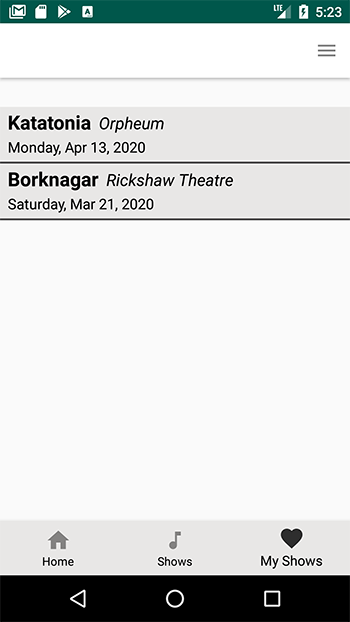 LTE 5:23
Katatonia Orpheum
Monday, Apr 13, 2020
Borknagar Rickshaw Theatre
Saturday, Mar 21, 2020
Home Shows My Shows